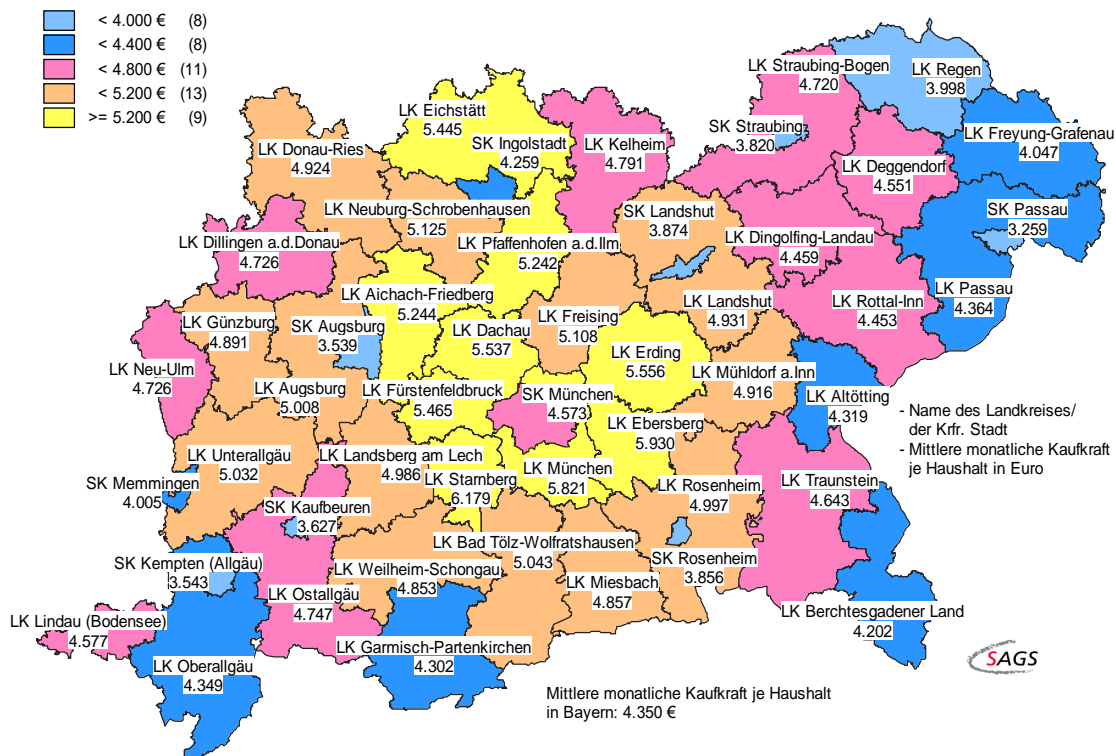 < 4.000 € (8)
< 4.400 € (8)
< 4.800 € (11)
< 5.200 € (13)
>= 5.200 € (9)
LK Straubing-Bogen
4.720
LK Regen
3.998
LK Eichstätt
5.445
SK Ingolstadt
4.259
LK Kelheim
4.791
SK Straubing
3.820
LK Freyung-Grafenau
4.047
LK Donau-Ries
4.924
LK Deggendorf
4.551
LK Neuburg-Schrobenhausen
5.125
SK Landshut
3.874
SK Passau
3.259
LK Dillingen a.d.Donau
4.726
LK Pfaffenhofen a.d.Ilm
5.242
LK Dingolfing-Landau
4.459
LK Aichach-Friedberg
5.244
LK Landshut
4.931
LK Rottal-Inn
4.453
LK Passau
4.364
LK Günzburg
4.891
SK Augsburg
3.539
LK Dachau
5.537
LK Freising
5.108
LK Erding
5.556
LK Neu-Ulm
4.726
LK Mühldorf a.Inn
4.916
LK Augsburg
5.008
LK Fürstenfeldbruck
5.465
SK München
4.573
LK Altötting
4.319
- Name des Landkreises/
der Krfr. Stadt
- Mittlere monatliche Kaufkraft
je Haushalt in Euro
LK Ebersberg
5.930
LK Unterallgäu
5.032
LK Landsberg am Lech
4.986
LK Starnberg
6.179
LK München
5.821
SK Memmingen
4.005
LK Rosenheim
4.997
LK Traunstein
4.643
SK Kaufbeuren
3.627
LK Bad Tölz-Wolfratshausen
5.043
SK Rosenheim
3.856
SK Kempten (Allgäu)
3.543
LK Weilheim-Schongau
4.853
LK Miesbach
4.857
LK Ostallgäu
4.747
LK Lindau (Bodensee)
4.577
LK Berchtesgadener Land
4.202
LK Garmisch-Partenkirchen
4.302
LK Oberallgäu
4.349
SAGS
Mittlere monatliche Kaufkraft je Haushalt
in Bayern: 4.350 €